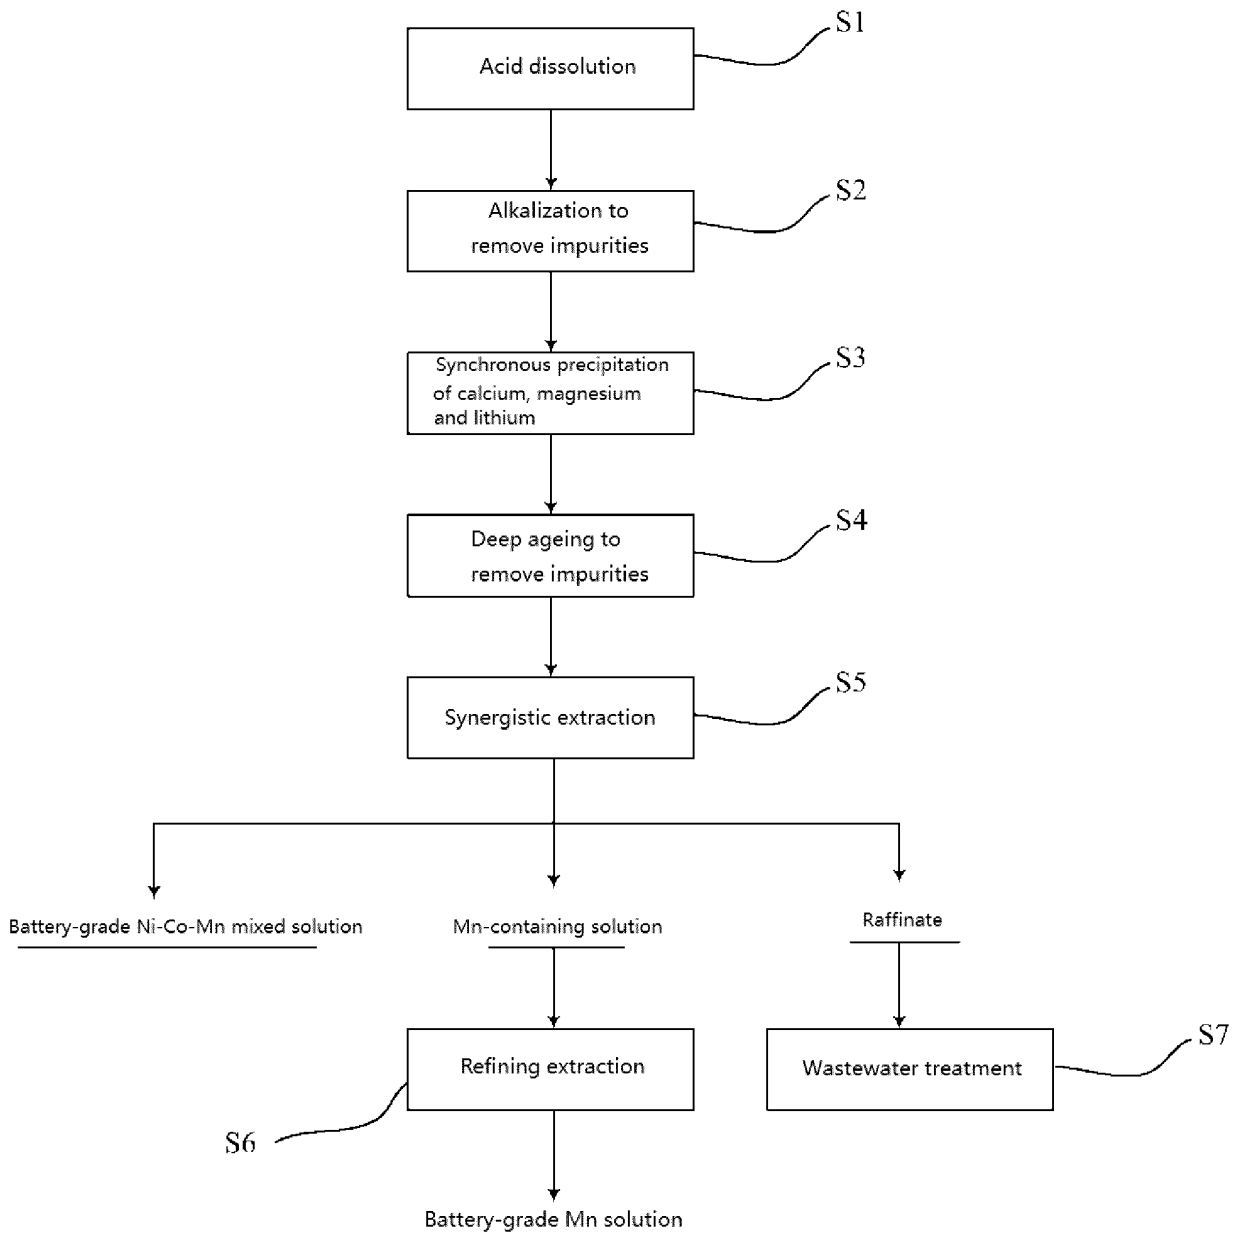 S1
Acid dissolution
S2
Alkalization to
remove impurities
S3
Synchronous precipitation
of calcium, magnesium
and lithium
S4
Deep ageing to
remove impurities
S5
Synergistic extraction
Battery-grade Ni-Co-Mn mixed solution
Mn-containing solution
Raffinate
S7
Refining extraction
Wastewater treatment
S6
Battery-grade Mn solution